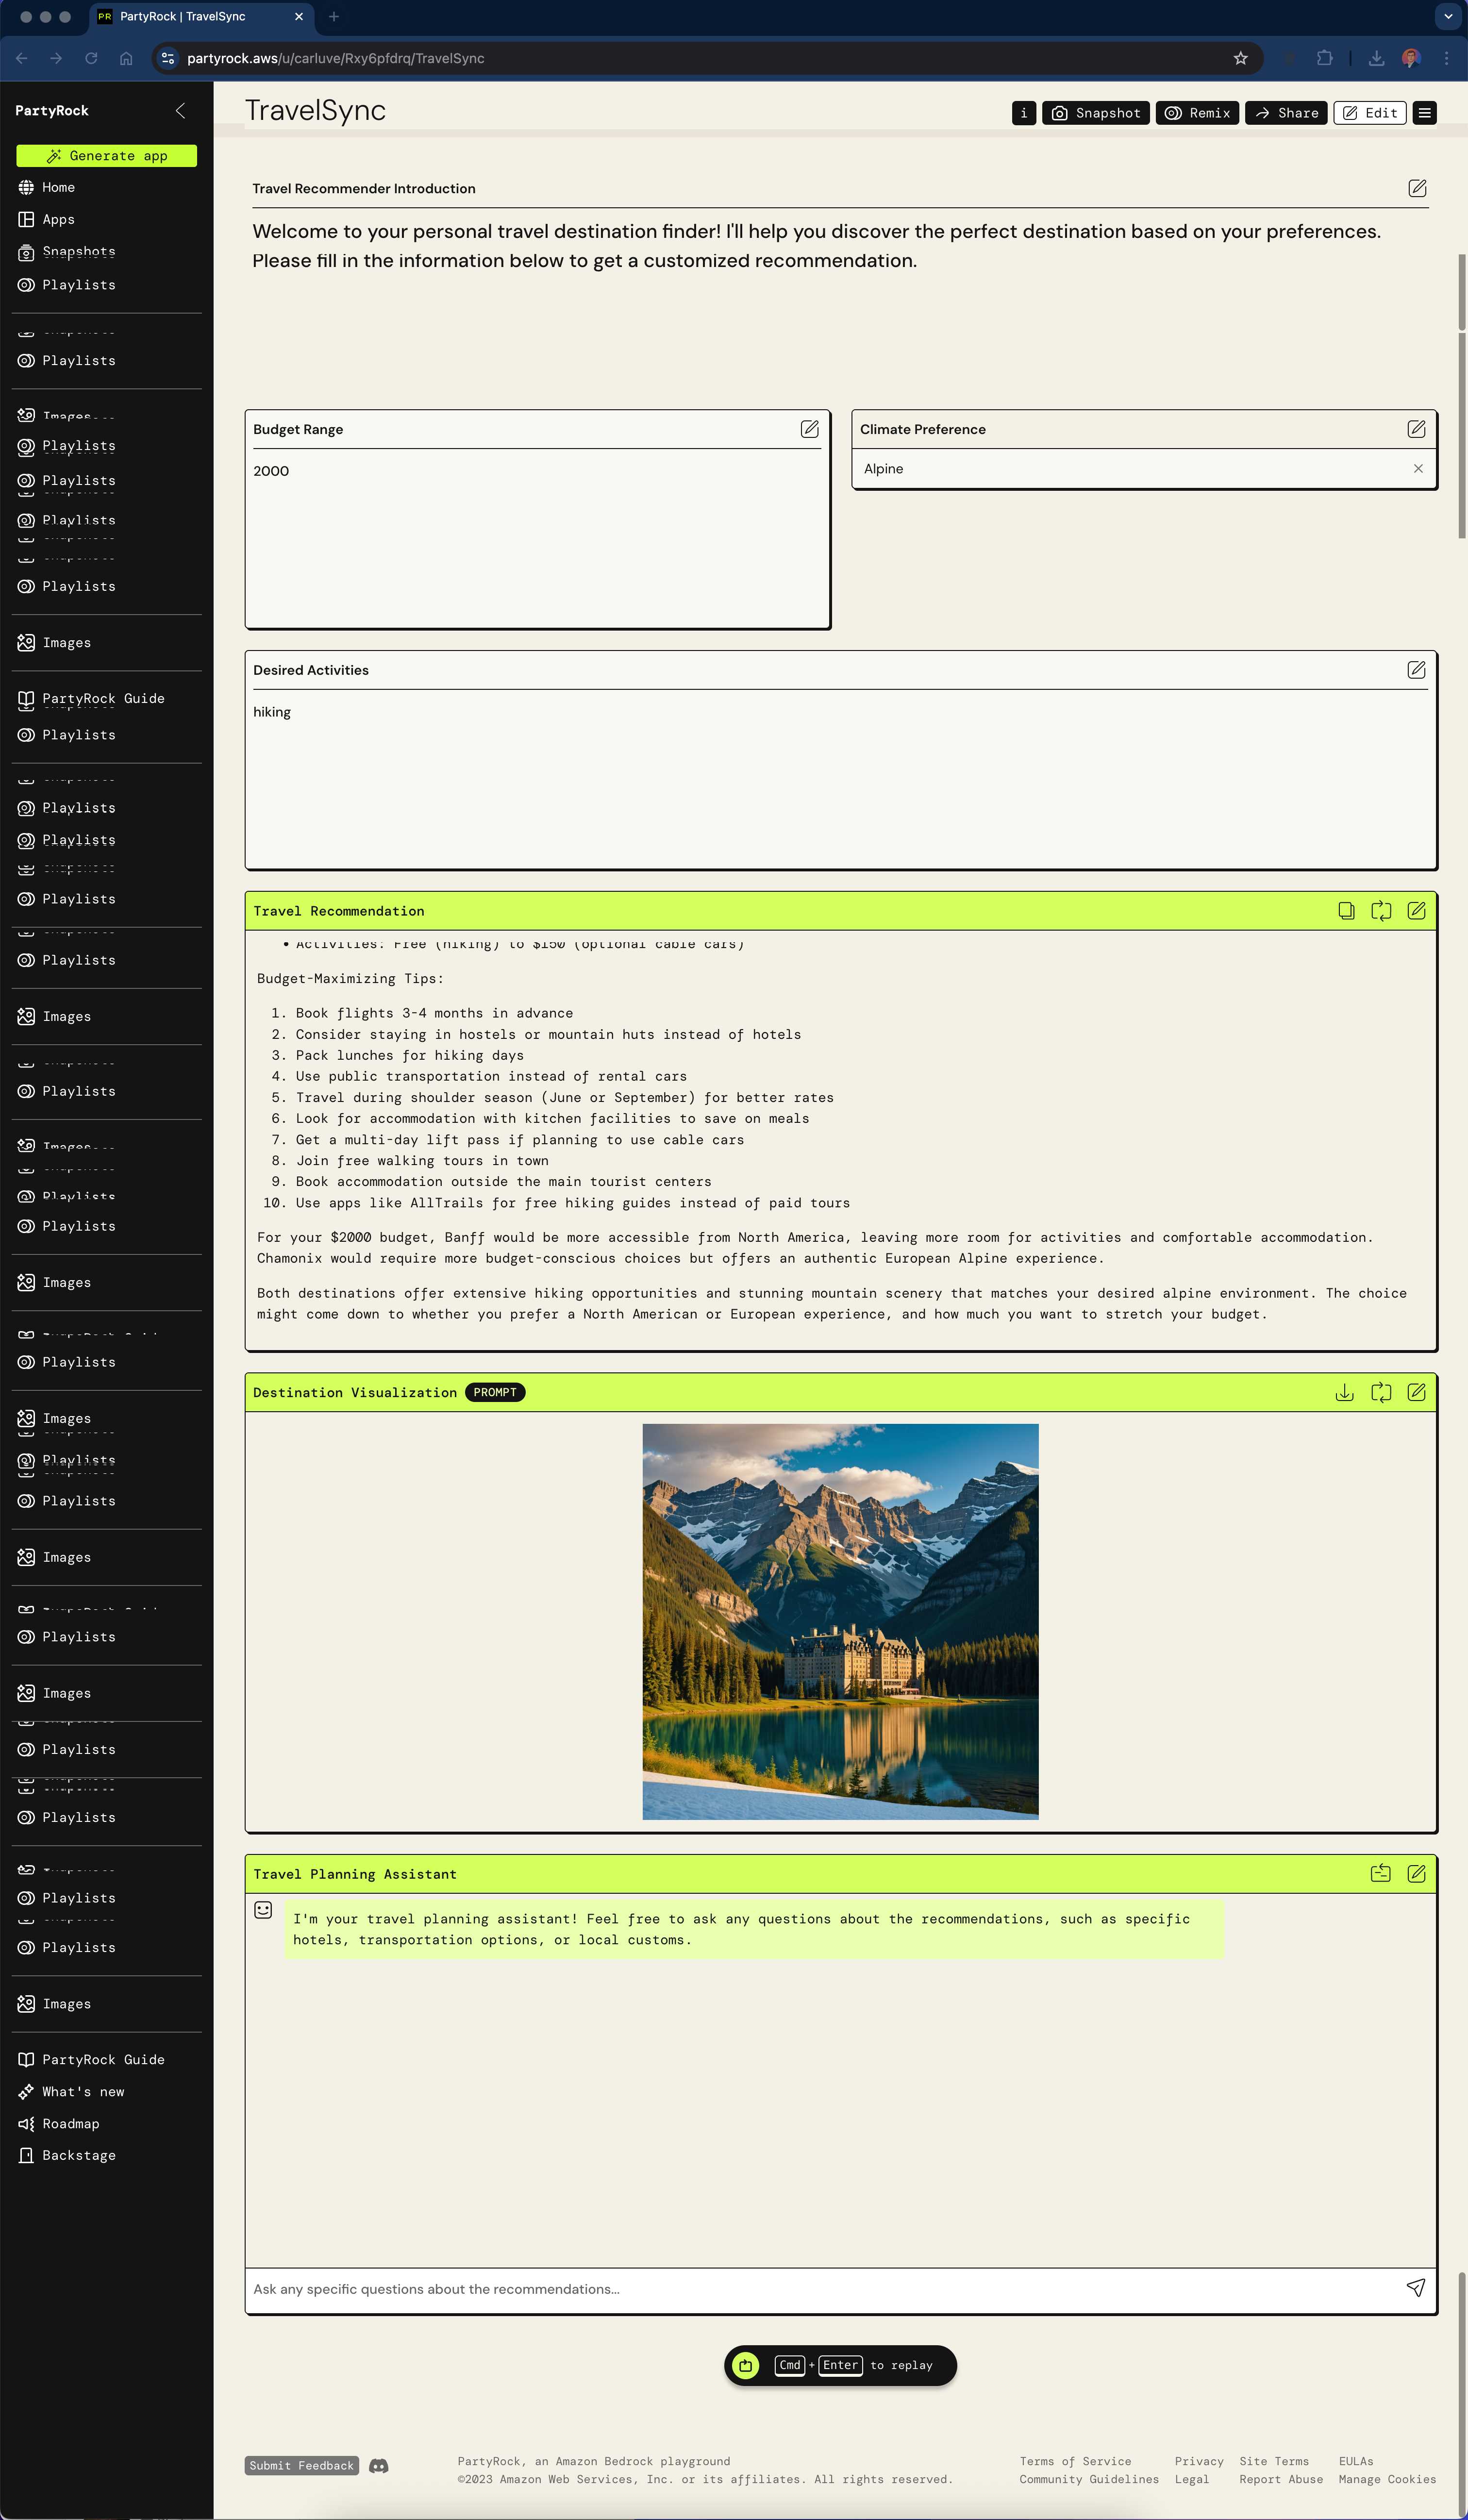 PR PartyRock | TravelSync
partyrock.aws/u/carluve/Rxy6pfdrq/TravelSync
PartyRock
Generate app
Home
Apps
Snapshots
Playlists
Playlists
Images
Playlists
Playlists
Playlists
Playlists
Images
PartyRock Guide
Playlists
Playlists
Playlists
Playlists
Playlists
Images
Playlists
Images
Playlists
Playlists
Images
Playlists
Images
Playlists
Playlists
Images
Playlists
Images
Playlists
Playlists
Playlists
Playlists
Images
PartyRock Guide
What's new
Roadmap
Backstage
TravelSync
i Snapshot Remix Share Edit
Travel Recommender Introduction
Welcome to your personal travel destination finder! I'll help you discover the perfect destination based on your preferences.
Please fill in the information below to get a customized recommendation.
Budget Range
2000
Climate Preference
Alpine
Desired Activities
hiking
Travel Recommendation
• Activities: Free (hiking) to $150 (optional cable cars)
Budget-Maximizing Tips:
1. Book flights 3-4 months in advance
2. Consider staying in hostels or mountain huts instead of hotels
3. Pack lunches for hiking days
4. Use public transportation instead of rental cars
5. Travel during shoulder season (June or September) for better rates
6. Look for accommodation with kitchen facilities to save on meals
7. Get a multi-day lift pass if planning to use cable cars
8. Join free walking tours in town
9. Book accommodation outside the main tourist centers
10. Use apps like AllTrails for free hiking guides instead of paid tours
For your $2000 budget, Banff would be more accessible from North America, leaving more room for activities and comfortable accommodation.
Chamonix would require more budget-conscious choices but offers an authentic European Alpine experience.
Both destinations offer extensive hiking opportunities and stunning mountain scenery that matches your desired alpine environment. The choice
might come down to whether you prefer a North American or European experience, and how much you want to stretch your budget.
Destination Visualization PROMPT
Travel Planning Assistant
I'm your travel planning assistant! Feel free to ask any questions about the recommendations, such as specific
hotels, transportation options, or local customs.
Ask any specific questions about the recommendations...
Cmd + Enter to replay
Submit Feedback
PartyRock, an Amazon Bedrock playground
©2023 Amazon Web Services, Inc. or its affiliates. All rights reserved.
Terms of Service Privacy Site Terms EULAs
Community Guidelines Legal Report Abuse Manage Cookies